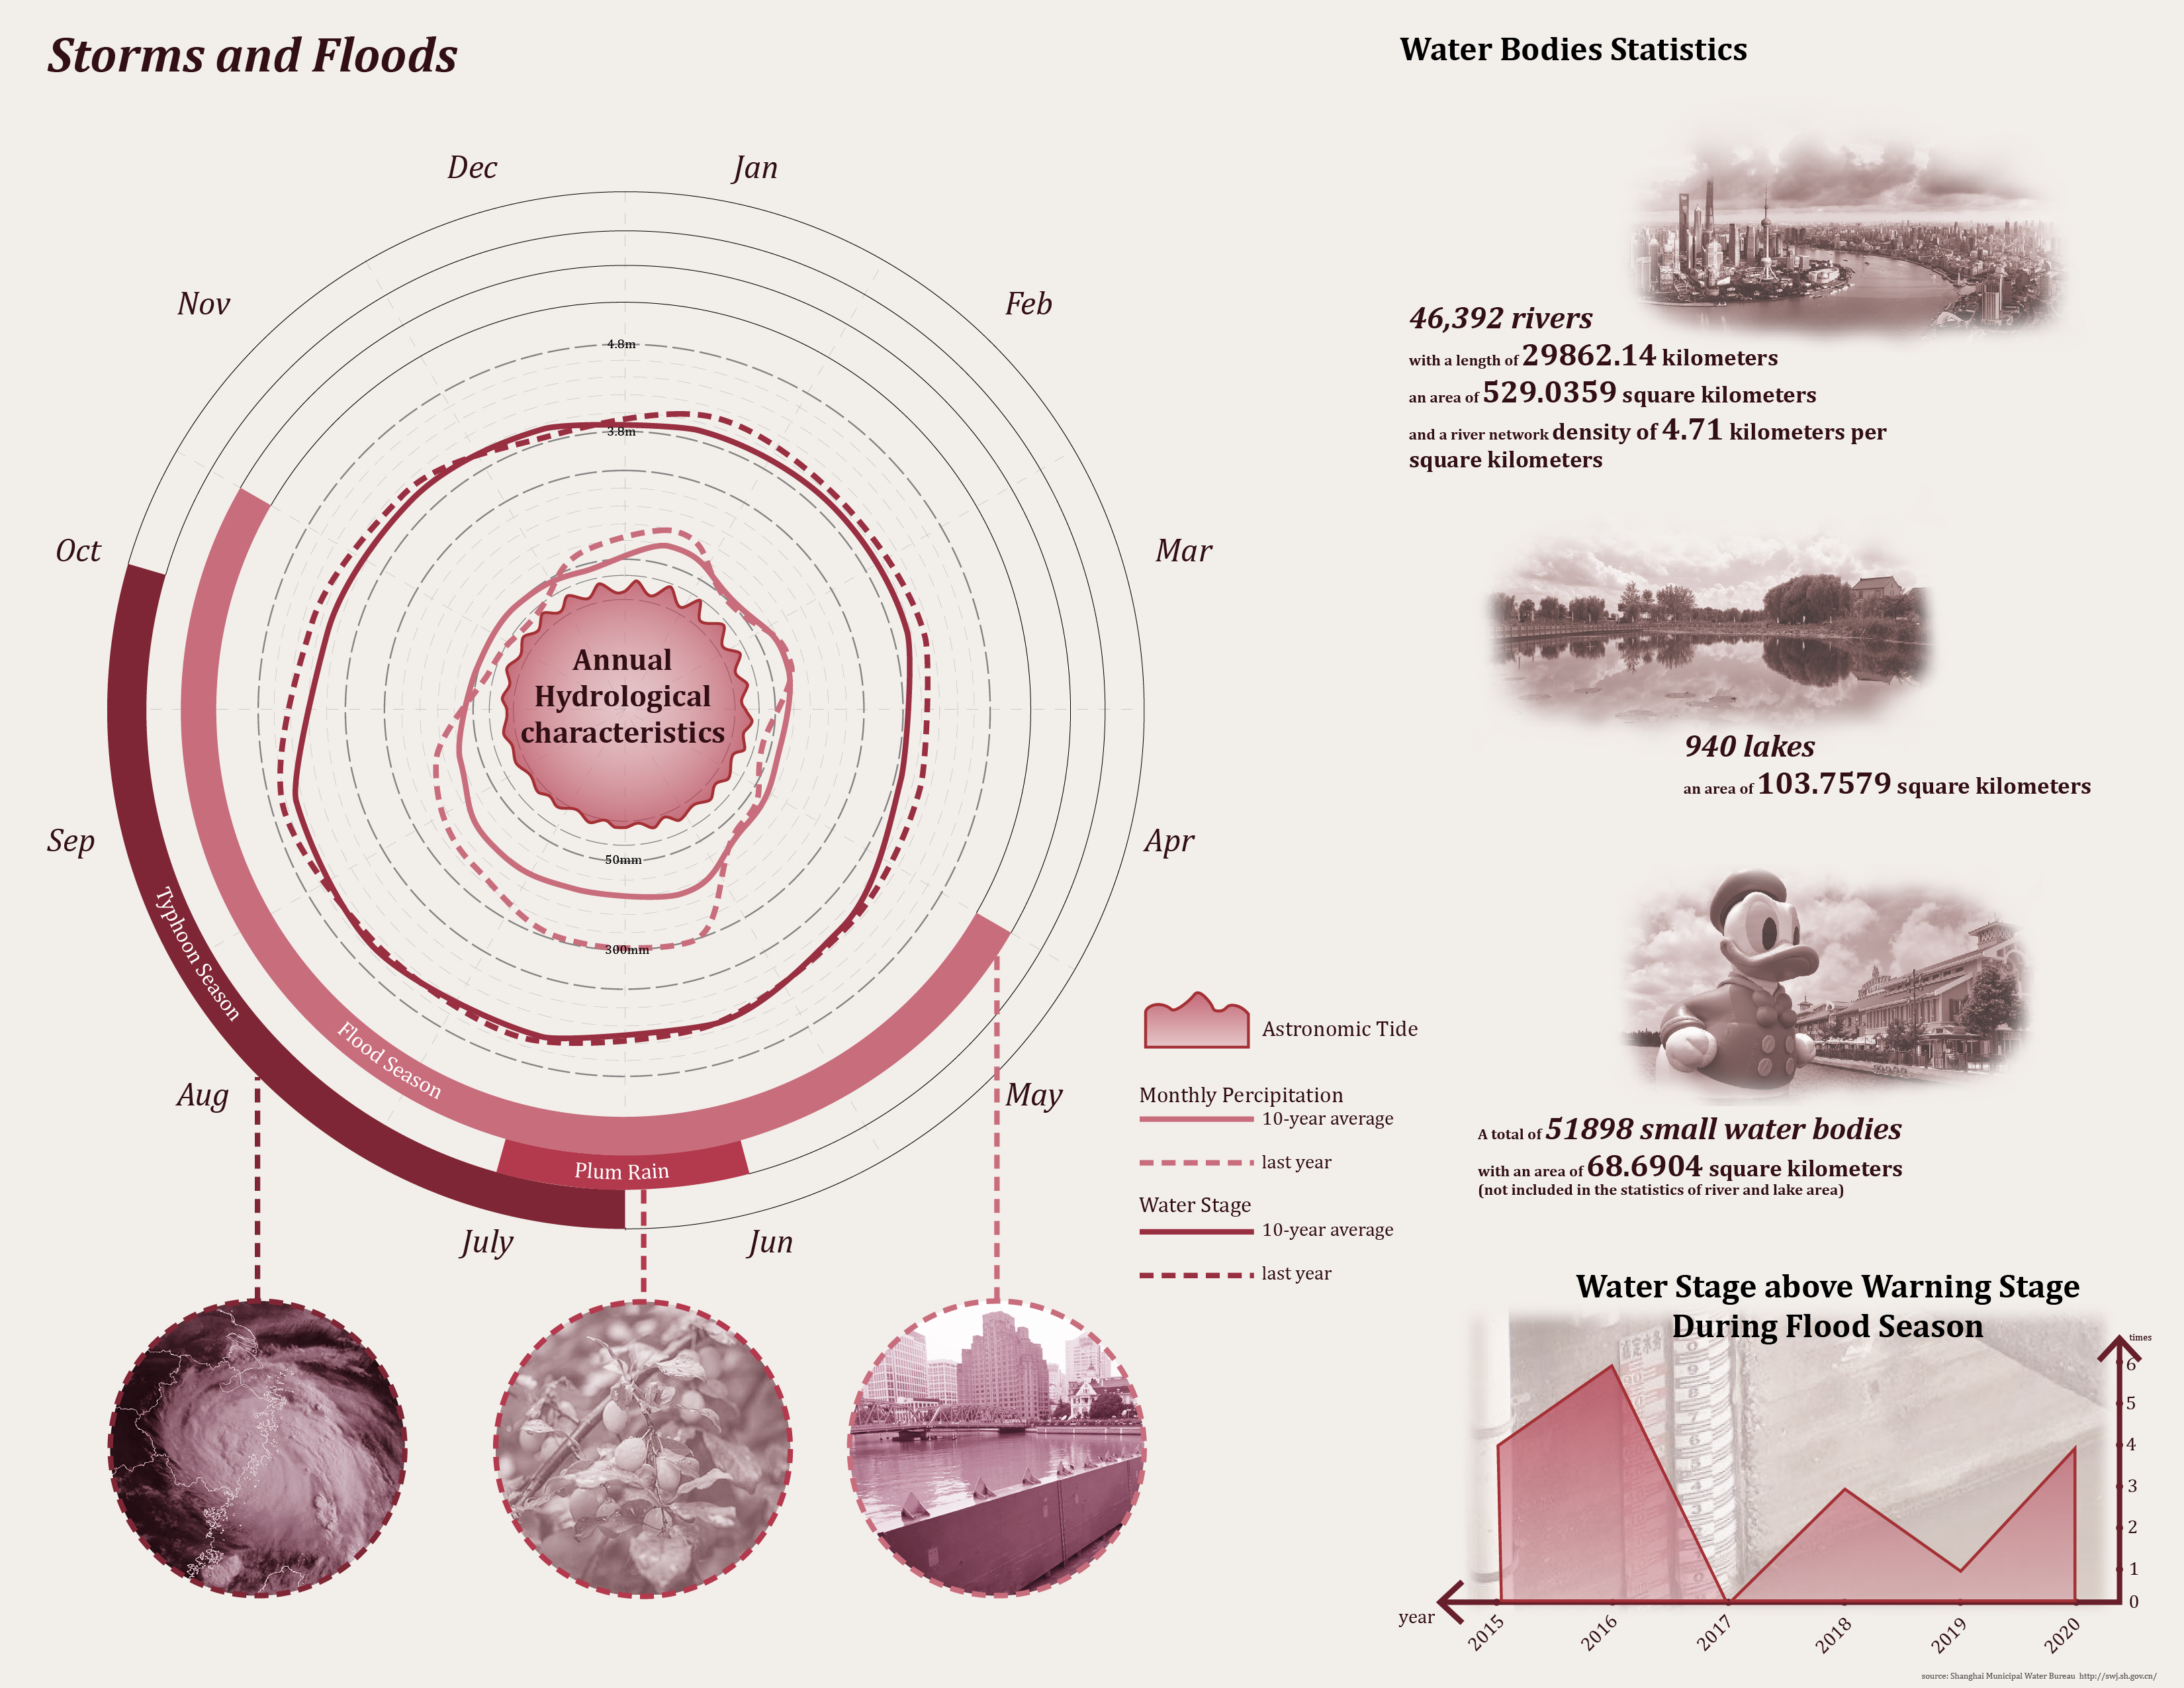 Storms and Floods
Water Bodies Statistics
Dec
Jan
Nov
Feb
Oct
Mar
Sep
Apr
Aug
May
July
Jun
4.8m
3.8m
Annual
Hydrological
characteristics
50mm
300mm
Typhoon Season
Flood Season
Plum Rain
Astronomic Tide
Monthly Percipitation
10-year average
last year
Water Stage
10-year average
last year
46,392 rivers
with a length of 29862.14 kilometers
an area of 529.0359 square kilometers
and a river network density of 4.71 kilometers per
square kilometers
940 lakes
an area of 103.7579 square kilometers
A total of 51898 small water bodies
with an area of 68.6904 square kilometers
(not included in the statistics of river and lake area)
Water Stage above Warning Stage
During Flood Season
times
6
5
4
3
2
1
0
year
2015
2016
2017
2018
2019
2020
source: Shanghai Municipal Water Bureau http://swj.sh.gov.cn/